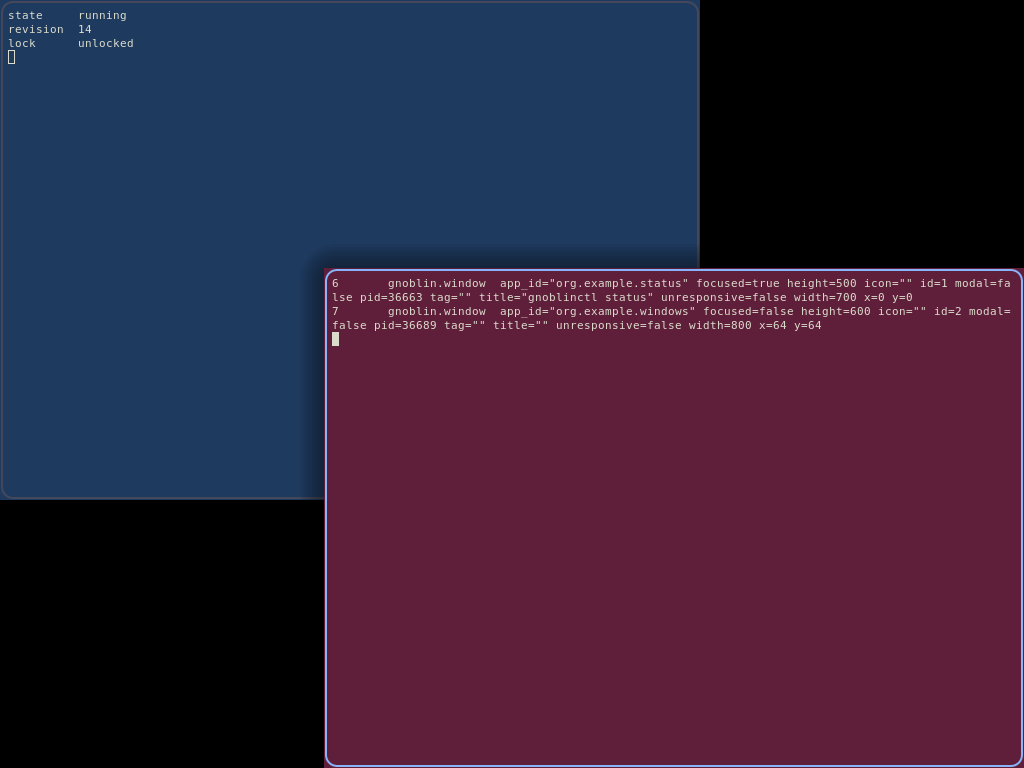 state     running
revision  14
lock      unlocked
6       gnoblin.window  app_id="org.example.status" focused=true height=500 icon="" id=1 modal=fa
lse pid=36663 tag="" title="gnoblinctl status" unresponsive=false width=700 x=0 y=0
7       gnoblin.window  app_id="org.example.windows" focused=false height=600 icon="" id=2 modal=
false pid=36689 tag="" title="" unresponsive=false width=800 x=64 y=64